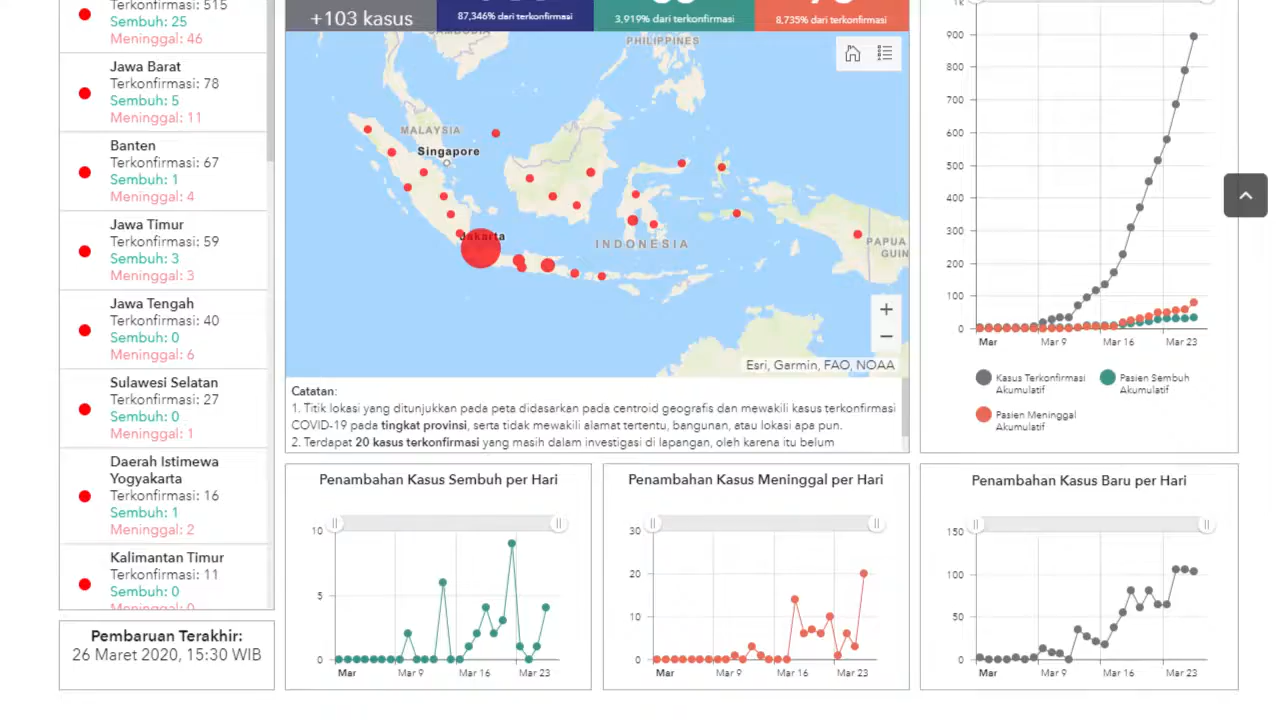 Terkonfirmasi: 515
Sembuh: 25
Meninggal: 46
Jawa Barat
Terkonfirmasi: 78
Sembuh: 5
Meninggal: 11
Banten
Terkonfirmasi: 67
Sembuh: 1
Meninggal: 4
Jawa Timur
Terkonfirmasi: 59
Sembuh: 3
Meninggal: 3
Jawa Tengah
Terkonfirmasi: 40
Sembuh: 0
Meninggal: 6
Sulawesi Selatan
Terkonfirmasi: 27
Sembuh: 0
Meninggal: 1
Daerah Istimewa
Yogyakarta
Terkonfirmasi: 16
Sembuh: 1
Meninggal: 2
Kalimantan Timur
Terkonfirmasi: 11
Sembuh: 0
Meninggal: 0
Pembaruan Terakhir:
26 Maret 2020, 15:30 WIB
+103 kasus
87,346% dari terkonfirmasi
3,919% dari terkonfirmasi
8,735% dari terkonfirmasi
CAMBODIA
PHILIPPINES
MALAYSIA
Singapore
Jakarta
INDONESIA
PAPUA
GUIN
+
−
Esri, Garmin, FAO, NOAA
Catatan:
1. Titik lokasi yang ditunjukkan pada peta didasarkan pada centroid geografis dan mewakili kasus terkonfirmasi
COVID-19 pada tingkat provinsi, serta tidak mewakili alamat tertentu, bangunan, atau lokasi apa pun.
2. Terdapat 20 kasus terkonfirmasi yang masih dalam investigasi di lapangan, oleh karena itu belum
1k
900
800
700
600
500
400
300
200
100
0
Mar Mar 9 Mar 16 Mar 23
Kasus Terkonfirmasi Akumulatif
Pasien Sembuh Akumulatif
Pasien Meninggal Akumulatif
Penambahan Kasus Sembuh per Hari
10
5
0
Mar Mar 9 Mar 16 Mar 23
Penambahan Kasus Meninggal per Hari
30
20
10
0
Mar Mar 9 Mar 16 Mar 23
Penambahan Kasus Baru per Hari
150
100
50
0
Mar Mar 9 Mar 16 Mar 23